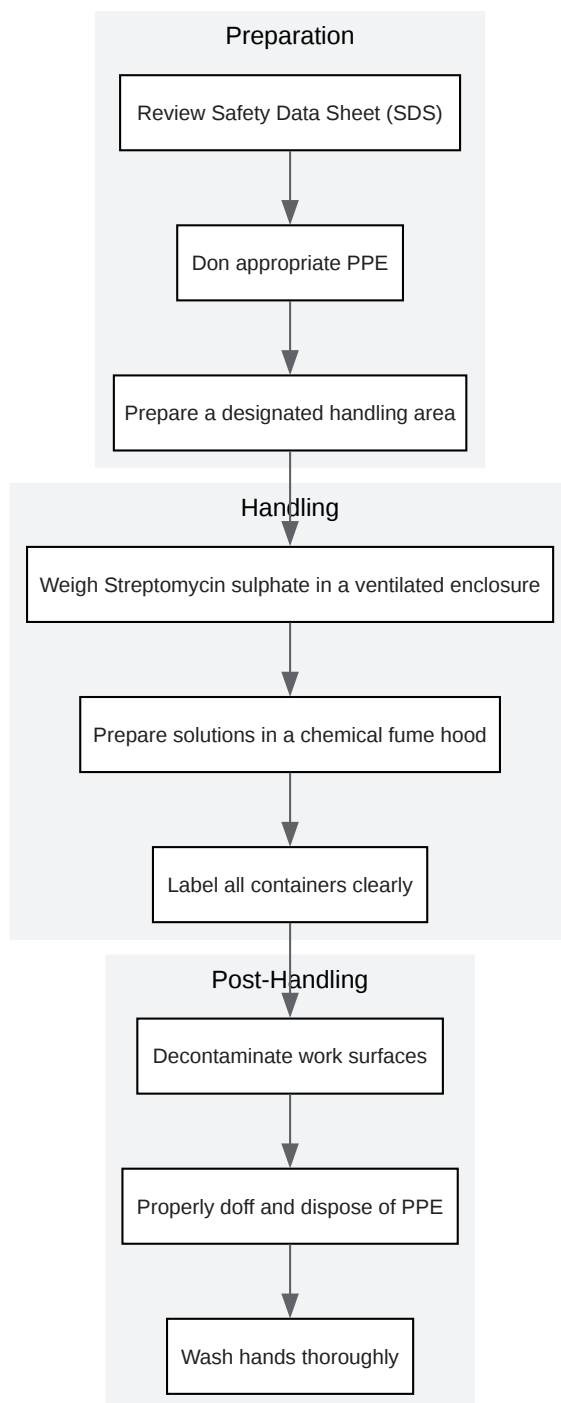 Preparation
Review Safety Data Sheet (SDS)
Don appropriate PPE
Prepare a designated handling area
Handling
Weigh Streptomycin sulphate in a ventilated enclosure
Prepare solutions in a chemical fume hood
Label all containers clearly
Post-Handling
Decontaminate work surfaces
Properly doff and dispose of PPE
Wash hands thoroughly